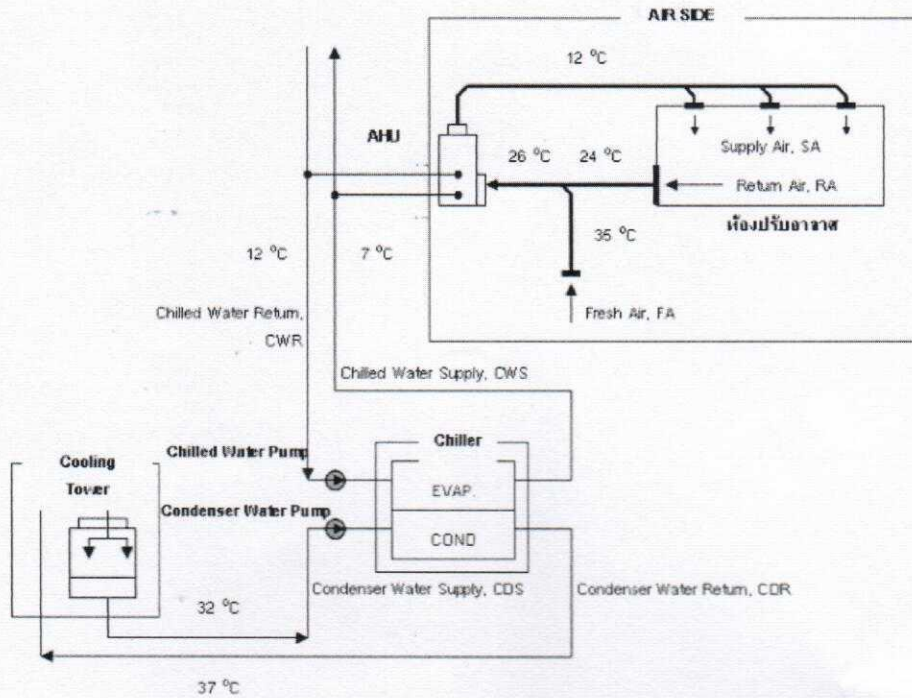 AIR SIDE
12 °C
AHU
26 °C
24 °C
Supply Air, SA
Return Air, RA
ห้องปรับอากาศ
35 °C
12 °C
7 °C
Fresh Air, FA
Chilled Water Return,
CWR
Chilled Water Supply, CWS
Chiller
Chilled Water Pump
Cooling
Tower
EVAP.
Condenser Water Pump
COND
Condenser Water Supply, CDS
Condenser Water Return, CDR
32 °C
37 °C